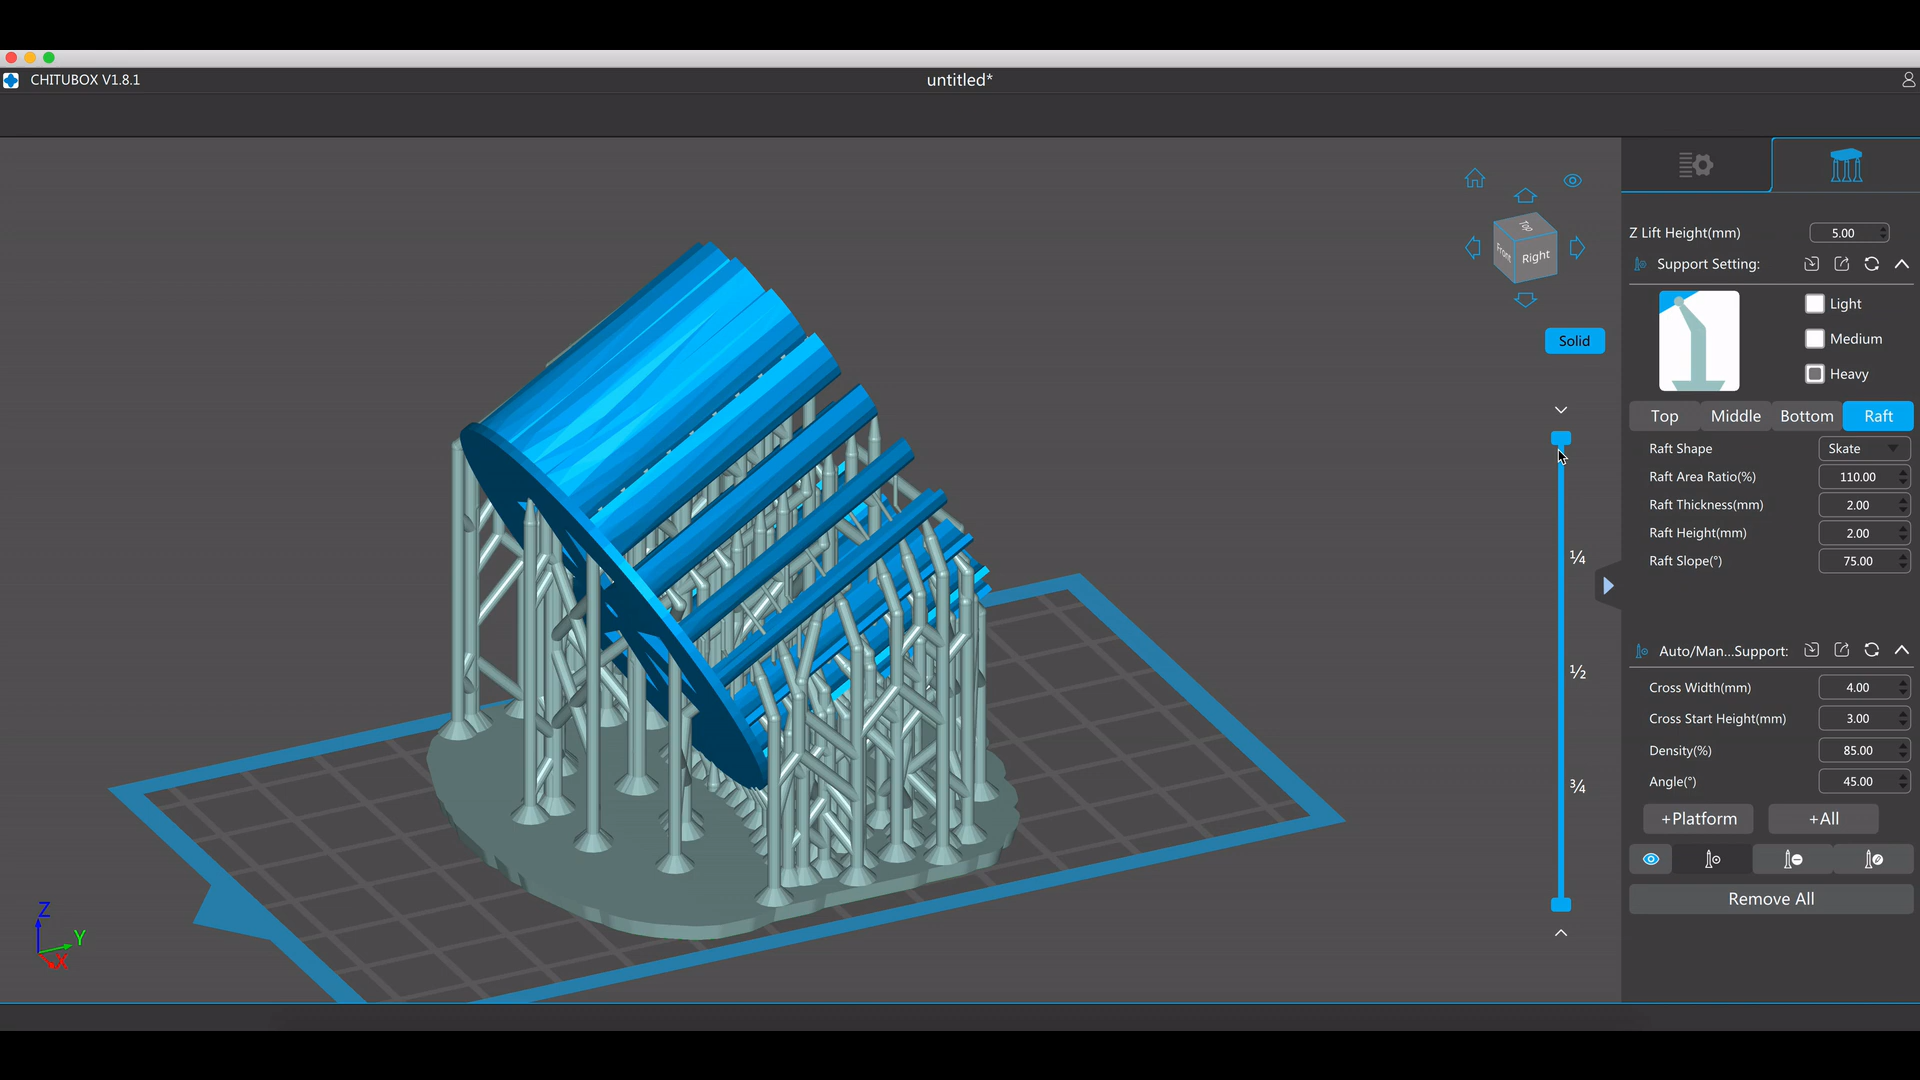 CHITUBOX V1.8.1
untitled*
Z Lift Height(mm) 5.00
Support Setting:
Light
Medium
Heavy
Top Middle Bottom Raft
Raft Shape Skate
Raft Area Ratio(%) 110.00
Raft Thickness(mm) 2.00
Raft Height(mm) 2.00
Raft Slope(°) 75.00
Auto/Man...Support:
Cross Width(mm) 4.00
Cross Start Height(mm) 3.00
Density(%) 85.00
Angle(°) 45.00
+Platform +All
Remove All
Top
Front Right
Solid
1/4
1/2
3/4
Z
Y
X